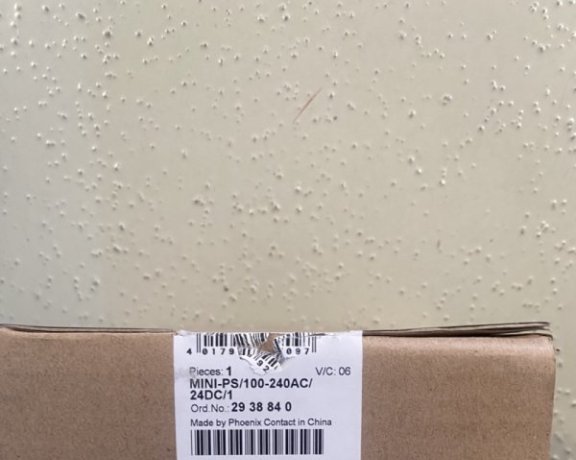 Pieces: 1 V/C: 06
MINI-PS/100-240AC/
24DC/1
Ord.No.: 29 38 84 0
Made by Phoenix Contact in China